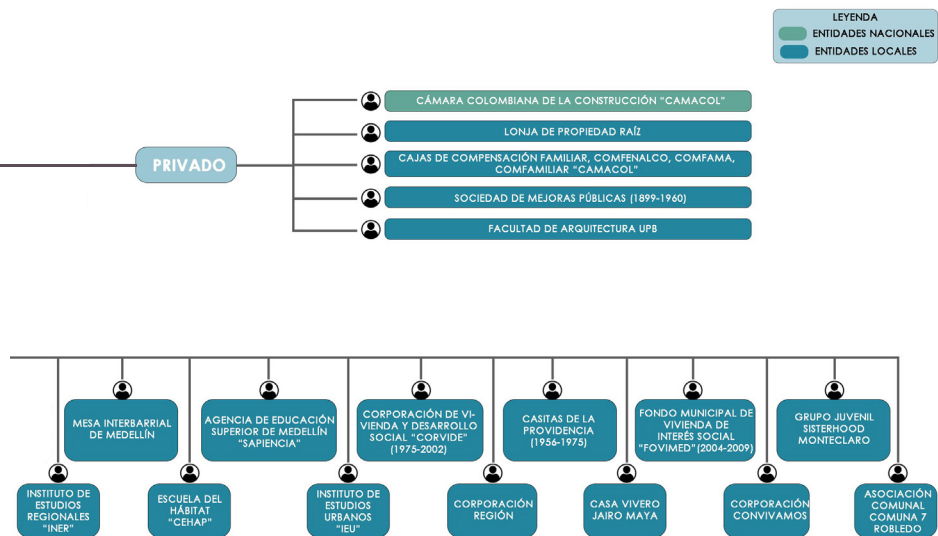 LEYENDA
ENTIDADES NACIONALES
ENTIDADES LOCALES
PRIVADO
CÁMARA COLOMBIANA DE LA CONSTRUCCIÓN "CAMACOL"
LONJA DE PROPIEDAD RAÍZ
CAJAS DE COMPENSACIÓN FAMILIAR, COMFENALCO, COMFAMA,
COMFAMILIAR "CAMACOL"
SOCIEDAD DE MEJORAS PÚBLICAS (1899-1960)
FACULTAD DE ARQUITECTURA UPB
MESA INTERBARRIAL
DE MEDELLÍN
AGENCIA DE EDUCACIÓN
SUPERIOR DE MEDELLÍN
"SAPIENCIA"
CORPORACIÓN DE VI-
VIENDA Y DESARROLLO
SOCIAL "CORVIDE"
(1975-2002)
CASITAS DE LA
PROVIDENCIA
(1956-1975)
FONDO MUNICIPAL DE
VIVIENDA DE
INTERÉS SOCIAL
"FOVIMED" (2004-2009)
GRUPO JUVENIL
SISTERHOOD
MONTECLARO
INSTITUTO DE
ESTUDIOS
REGIONALES
"INER"
ESCUELA DEL
HÁBITAT
"CEHAP"
INSTITUTO DE
ESTUDIOS
URBANOS
"IEU"
CORPORACIÓN
REGIÓN
CASA VIVERO
JAIRO MAYA
CORPORACIÓN
CONVIVAMOS
ASOCIACIÓN
COMUNAL
COMUNA 7
ROBLEDO